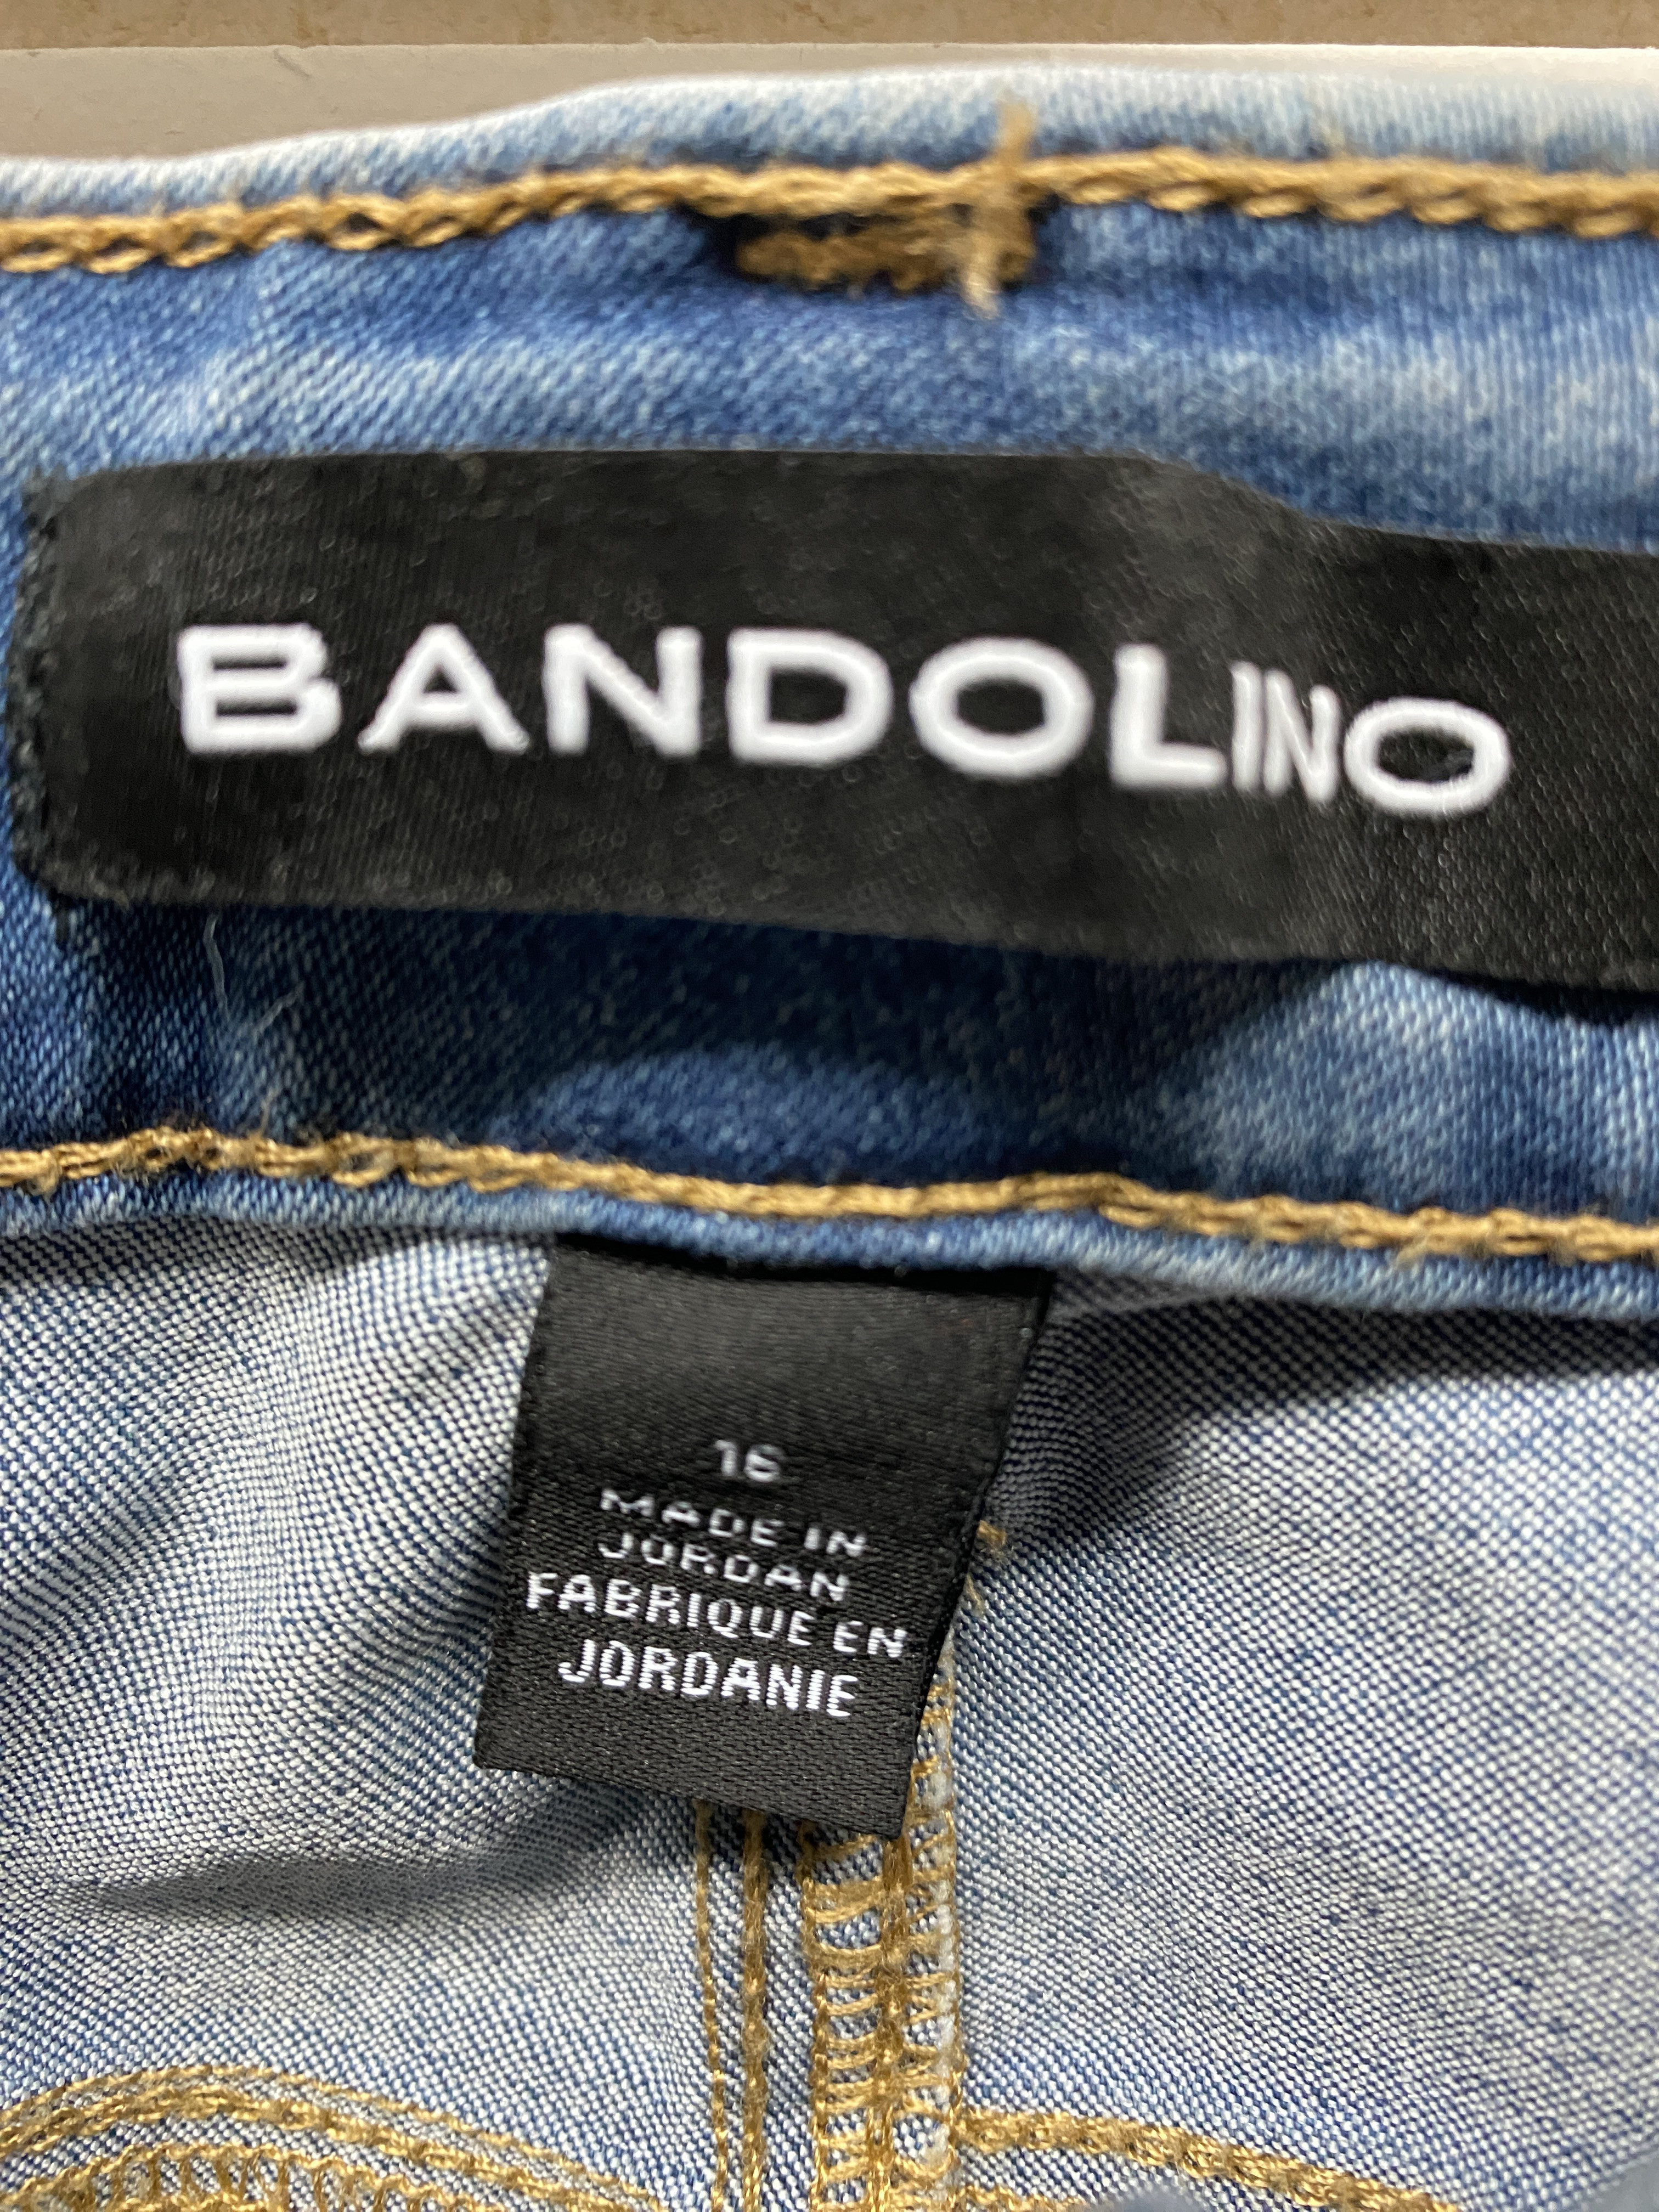 BANDOLINO
16
MADE IN
JORDAN
FABRIQUE EN
JORDANIE